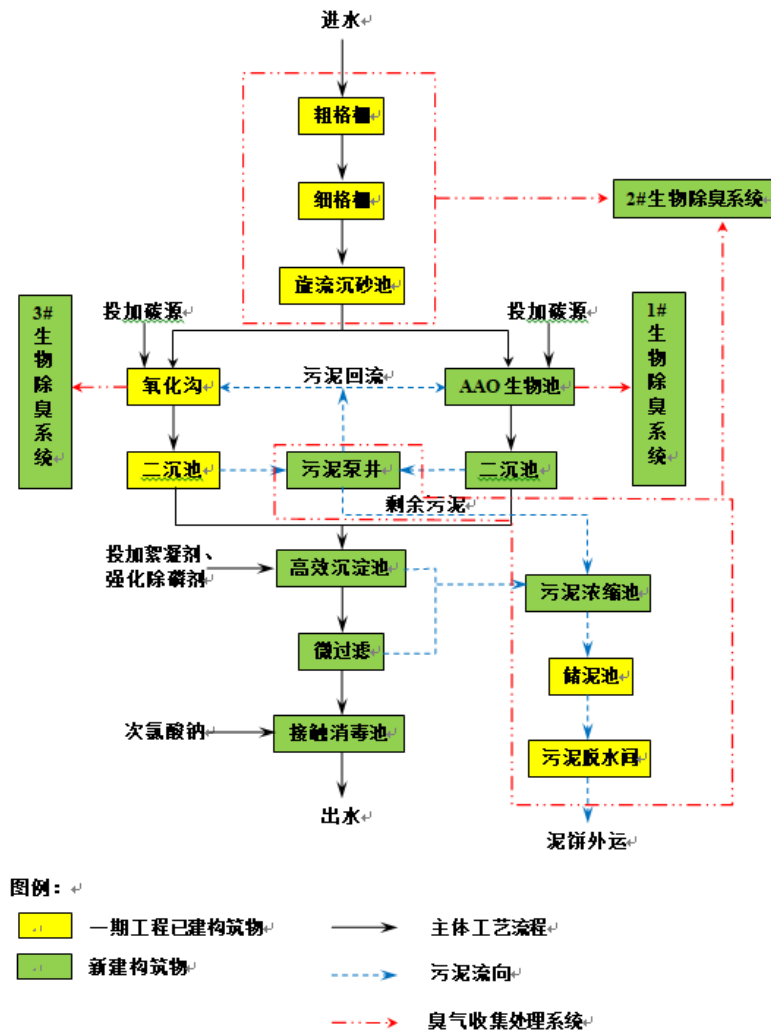 进水
粗格栅
细格栅
2#生物除臭系统
旋流沉砂池
投加碳源
投加碳源
3#
生
物
除
臭
系
统
1#
生
物
除
臭
系
统
氧化沟
污泥回流
AAO 生物池
二沉池
污泥泵井
二沉池
剩余污泥
投加絮凝剂、
强化除磷剂
高效沉淀池
污泥浓缩池
微过滤
储泥池
次氯酸钠
接触消毒池
污泥脱水间
出水
泥饼外运
图例：
一期工程已建构筑物
主体工艺流程
新建构筑物
污泥流向
臭气收集处理系统